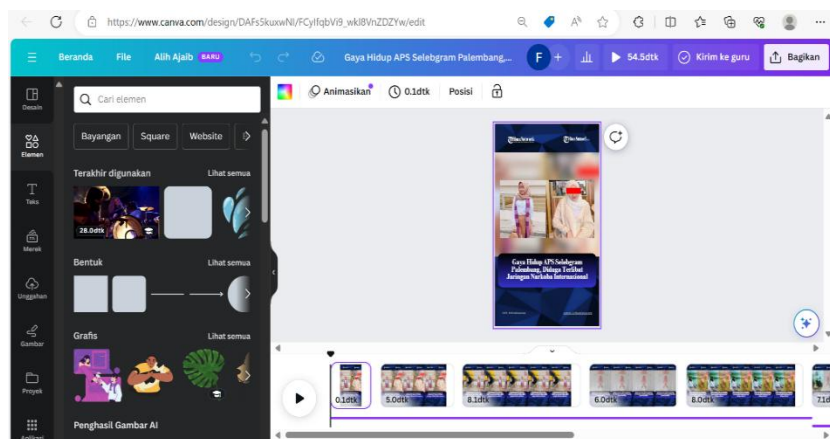 https://www.canva.com/design/DAFs5kuxwNI/FCyIfqbVi9_wkl8VnZDZYw/edit
Beranda File Alih Ajaib BARU Gaya Hidup APS Selebgram Palembang,... F + 54.5dtk Kirim ke guru Bagikan
Desain
Elemen
Teks
Merek
Unggahan
Gambar
Proyek
Aplikasi
Cari elemen
Bayangan Square Website
Terakhir digunakan Lihat semua
28.0dtk
Bentuk Lihat semua
Grafis Lihat semua
Penghasil Gambar AI
Animasikan 0.1dtk Posisi
Gaya Hidup APS Selebgram
Palembang, Diduga Terlibat
Jaringan Narkoba Internasional
0.1dtk 5.0dtk 8.1dtk 6.0dtk 8.0dtk 7.1d